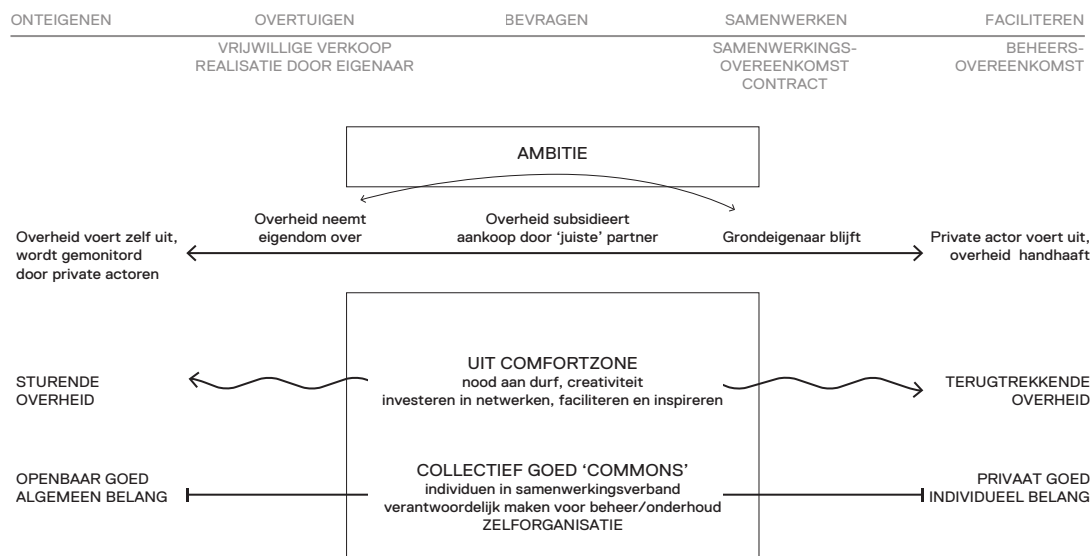 ONTEIGENEN OVERTUIGEN BEVRAGEN SAMENWERKEN FACILITEREN
VRIJWILLIGE VERKOOP
REALISATIE DOOR EIGENAAR
SAMENWERKINGS-
OVEREENKOMST
CONTRACT
BEHEERS-
OVEREENKOMST
AMBITIE
Overheid voert zelf uit,
wordt gemonitord
door private actoren
Overheid neemt
eigendom over
Overheid subsidieert
aankoop door ‘juiste’ partner
Grondeigenaar blijft
Private actor voert uit,
overheid handhaaft
STURENDE
OVERHEID
UIT COMFORTZONE
nood aan durf, creativiteit
investeren in netwerken, faciliteren en inspireren
TERUGTREKKENDE
OVERHEID
OPENBAAR GOED
ALGEMEEN BELANG
COLLECTIEF GOED ‘COMMONS’
individuen in samenwerkingsverband
verantwoordelijk maken voor beheer/onderhoud
ZELFORGANISATIE
PRIVAAT GOED
INDIVIDUEEL BELANG